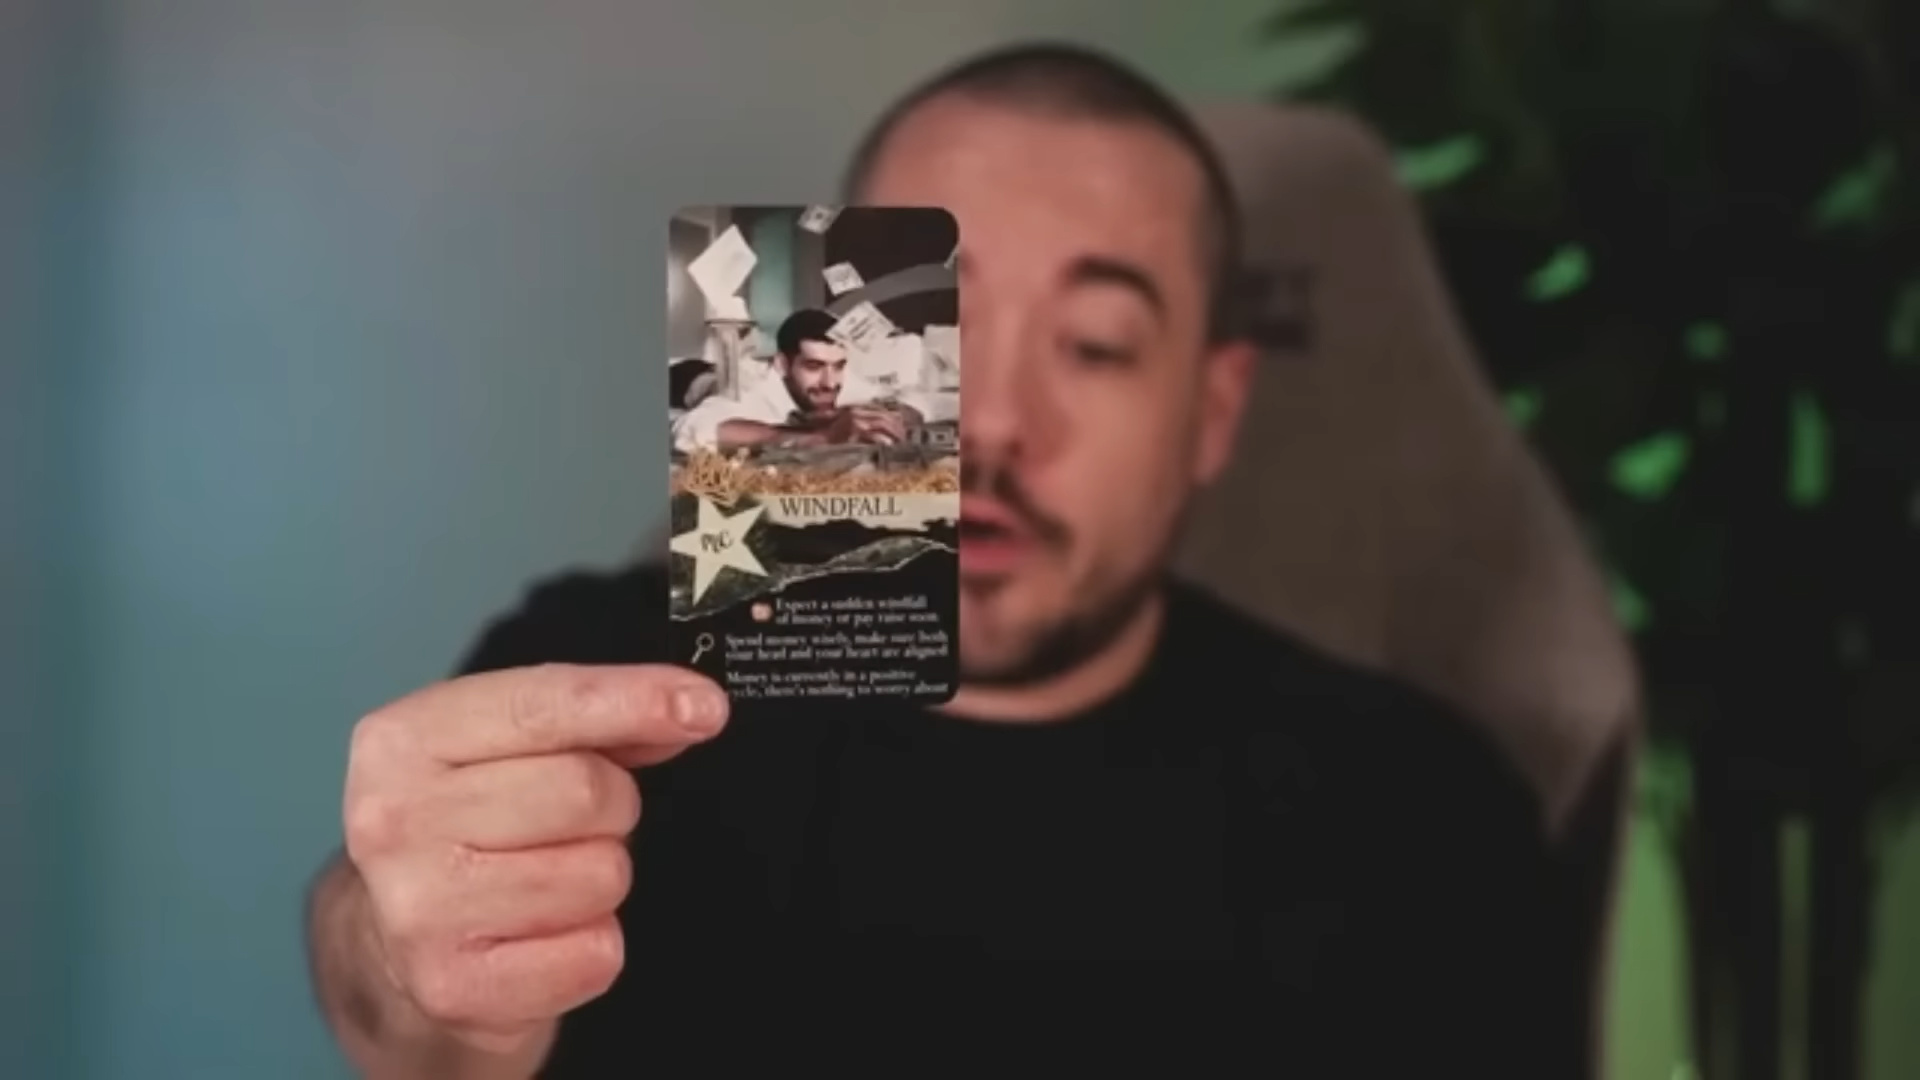 WINDFALL
PLC
Expect a sudden windfall
of money or pay raise soon
Spend money wisely, make sure both
your head and your heart are aligned
Money is currently in a positive
cycle, there's nothing to worry about